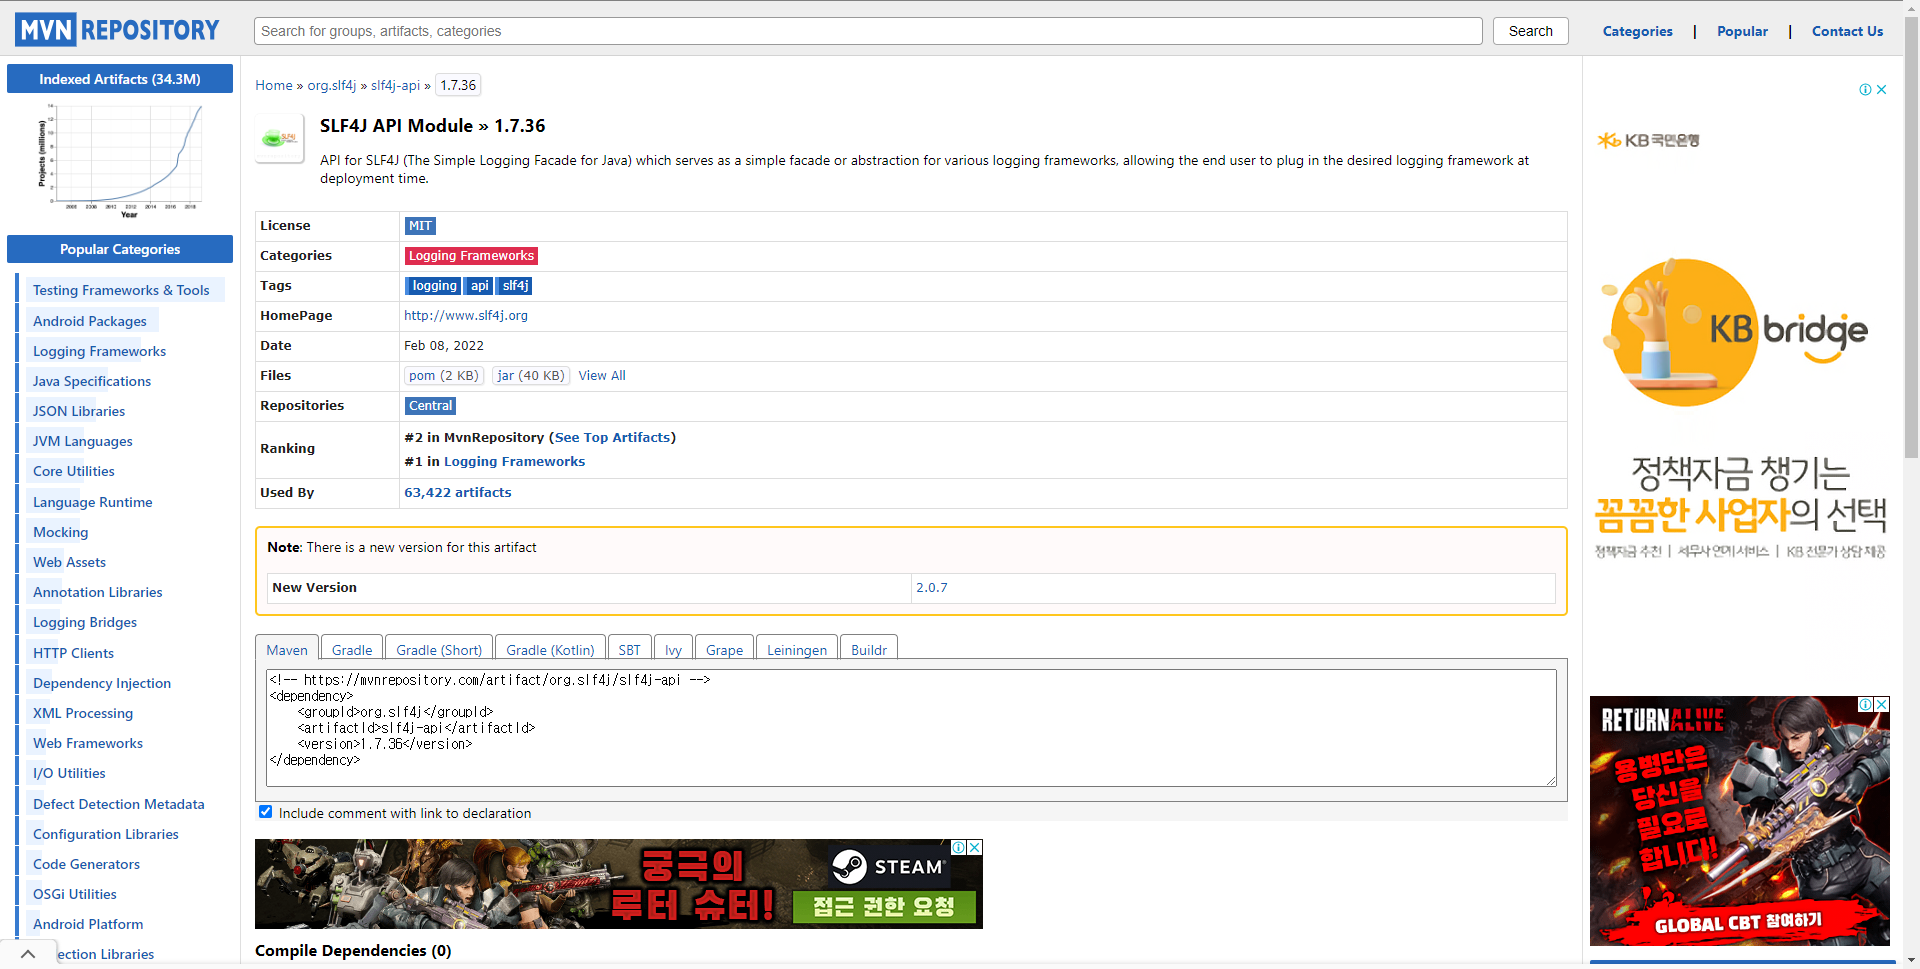 MVN REPOSITORY
Search for groups, artifacts, categories
Search
Categories | Popular | Contact Us
Indexed Artifacts (34.3M)
Projects (millions)
Year
Popular Categories
Testing Frameworks & Tools
Android Packages
Logging Frameworks
Java Specifications
JSON Libraries
JVM Languages
Core Utilities
Language Runtime
Mocking
Web Assets
Annotation Libraries
Logging Bridges
HTTP Clients
Dependency Injection
XML Processing
Web Frameworks
I/O Utilities
Defect Detection Metadata
Configuration Libraries
Code Generators
OSGi Utilities
Android Platform
ection Libraries
Home » org.slf4j » slf4j-api » 1.7.36
SLF4J
SLF4J API Module » 1.7.36
API for SLF4J (The Simple Logging Facade for Java) which serves as a simple facade or abstraction for various logging frameworks, allowing the end user to plug in the desired logging framework at
deployment time.
License MIT
Categories Logging Frameworks
Tags logging api slf4j
HomePage http://www.slf4j.org
Date Feb 08, 2022
Files pom (2 KB) jar (40 KB) View All
Repositories Central
Ranking #2 in MvnRepository (See Top Artifacts)
#1 in Logging Frameworks
Used By 63,422 artifacts
Note: There is a new version for this artifact
New Version 2.0.7
Maven Gradle Gradle (Short) Gradle (Kotlin) SBT Ivy Grape Leiningen Buildr
<!-- https://mvnrepository.com/artifact/org.slf4j/slf4j-api -->
<dependency>
    <groupId>org.slf4j</groupId>
    <artifactId>slf4j-api</artifactId>
    <version>1.7.36</version>
</dependency>
Include comment with link to declaration
궁극의
루터 슈터!
STEAM
접근 권한 요청
Compile Dependencies (0)
KB국민은행
KB bridge
정책자금 챙기는
꼼꼼한 사업자의 선택
정책자금 추천 | 세무사 연계 서비스 | KB 전문가 상담 제공
RETURN ALIVE
용병단은
당신을
필요로
합니다!
GLOBAL CBT 참여하기